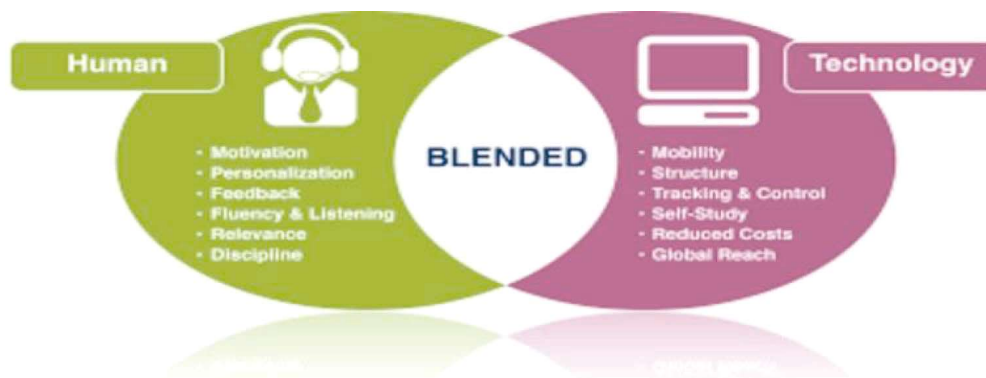 Human
- Motivation
- Personalization
- Feedback
- Fluency & Listening
- Relevance
- Discipline
BLENDED
Technology
- Mobility
- Structure
- Tracking & Control
- Self-Study
- Reduced Costs
- Global Reach